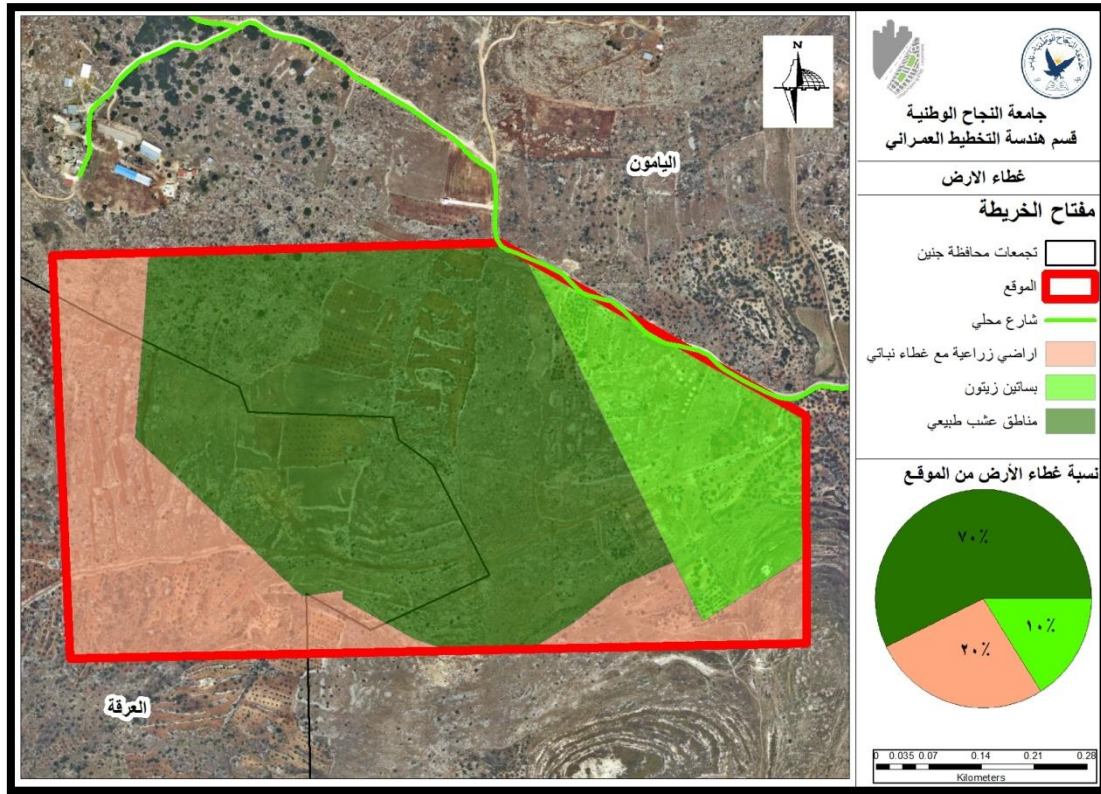 N
اليامون
العرقة
جامعة النجاح الوطنية
قسم هندسة التخطيط العمراني
غطاء الارض
مفتاح الخريطة
تجمعات محافظة جنين
الموقع
شارع محلي
اراضي زراعية مع غطاء نباتي
بساتين زيتون
مناطق عشب طبيعي
نسبة غطاء الأرض من الموقع
٧٠٪
١٠٪
٢٠٪
0 0.035 0.07 0.14 0.21 0.28
Kilometers